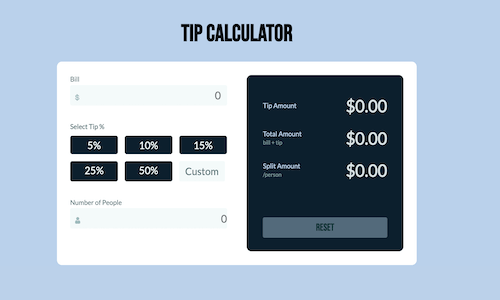 TIP CALCULATOR
Bill
$ 0
Select Tip %
5% 10% 15%
25% 50% Custom
Number of People
0
Tip Amount $0.00
Total Amount $0.00
bill + tip
Split Amount $0.00
/person
RESET